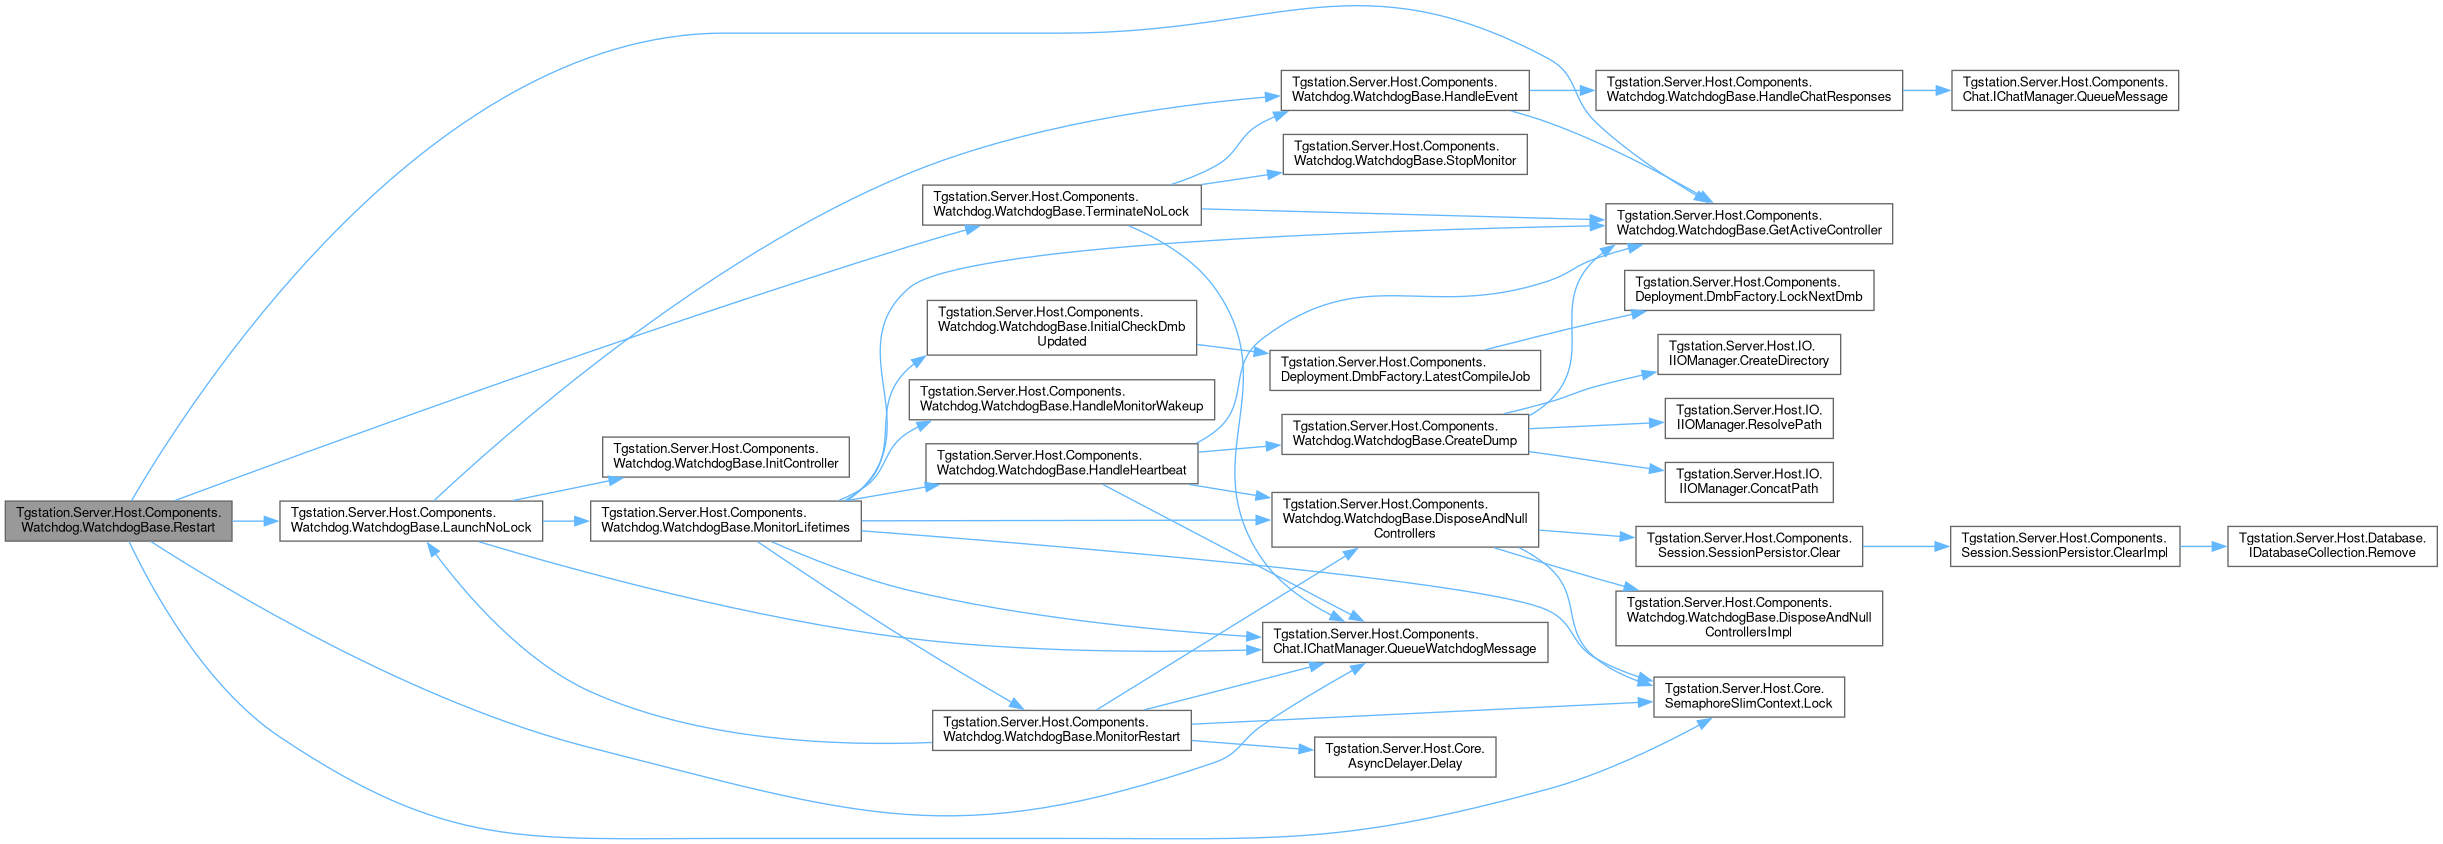 Tgstation.Server.Host.Components.
Watchdog.WatchdogBase.Restart
Tgstation.Server.Host.Components.
Watchdog.WatchdogBase.LaunchNoLock
Tgstation.Server.Host.Components.
Watchdog.WatchdogBase.InitController
Tgstation.Server.Host.Components.
Watchdog.WatchdogBase.MonitorLifetimes
Tgstation.Server.Host.Components.
Watchdog.WatchdogBase.TerminateNoLock
Tgstation.Server.Host.Components.
Watchdog.WatchdogBase.InitialCheckDmb
Updated
Tgstation.Server.Host.Components.
Watchdog.WatchdogBase.HandleMonitorWakeup
Tgstation.Server.Host.Components.
Watchdog.WatchdogBase.HandleHeartbeat
Tgstation.Server.Host.Components.
Watchdog.WatchdogBase.MonitorRestart
Tgstation.Server.Host.Components.
Watchdog.WatchdogBase.HandleEvent
Tgstation.Server.Host.Components.
Watchdog.WatchdogBase.StopMonitor
Tgstation.Server.Host.Components.
Deployment.DmbFactory.LatestCompileJob
Tgstation.Server.Host.Components.
Watchdog.WatchdogBase.CreateDump
Tgstation.Server.Host.Components.
Watchdog.WatchdogBase.DisposeAndNull
Controllers
Tgstation.Server.Host.Components.
Chat.IChatManager.QueueWatchdogMessage
Tgstation.Server.Host.Core.
AsyncDelayer.Delay
Tgstation.Server.Host.Components.
Watchdog.WatchdogBase.HandleChatResponses
Tgstation.Server.Host.Components.
Watchdog.WatchdogBase.GetActiveController
Tgstation.Server.Host.Components.
Deployment.DmbFactory.LockNextDmb
Tgstation.Server.Host.IO.
IIOManager.CreateDirectory
Tgstation.Server.Host.IO.
IIOManager.ResolvePath
Tgstation.Server.Host.IO.
IIOManager.ConcatPath
Tgstation.Server.Host.Components.
Session.SessionPersistor.Clear
Tgstation.Server.Host.Components.
Watchdog.WatchdogBase.DisposeAndNull
ControllersImpl
Tgstation.Server.Host.Core.
SemaphoreSlimContext.Lock
Tgstation.Server.Host.Components.
Chat.IChatManager.QueueMessage
Tgstation.Server.Host.Components.
Session.SessionPersistor.ClearImpl
Tgstation.Server.Host.Database.
IDatabaseCollection.Remove